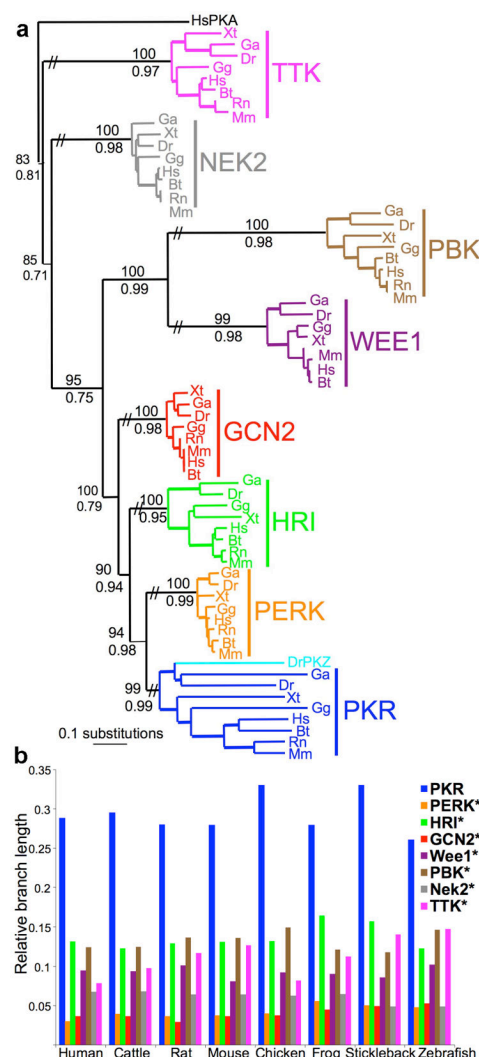 a
HsPKA
Xt
Ga
Dr
Gg
Hs
Bt
Rn
Mm
TTK
100
0.97
Ga
Xt
Dr
Gg
Hs
Bt
Rn
Mm
NEK2
100
0.98
83
0.81
Ga
Dr
Xt
Gg
Bt
Hs
Rn
Mm
PBK
100
0.98
85
0.71
100
0.99
Ga
Dr
Gg
Xt
Mm
Hs
Bt
WEE1
99
0.98
95
0.75
Xt
Ga
Dr
Gg
Rn
Mm
Hs
Bt
GCN2
100
0.98
100
0.79
Ga
Dr
Gg
Xt
Hs
Bt
Rn
Mm
HRI
100
0.95
90
0.94
Ga
Dr
Xt
Gg
Hs
Rn
Bt
Mm
PERK
100
0.99
94
0.98
DrPKZ
Ga
Dr
Xt
Gg
Hs
Bt
Rn
Mm
PKR
99
0.99
0.1 substitutions
b
Relative branch length
0.35
0.3
0.25
0.2
0.15
0.1
0.05
PKR
PERK*
HRI*
GCN2*
Wee1*
PBK*
Nek2*
TTK*
Human Cattle Rat Mouse Chicken Frog Stickleback Zebrafish